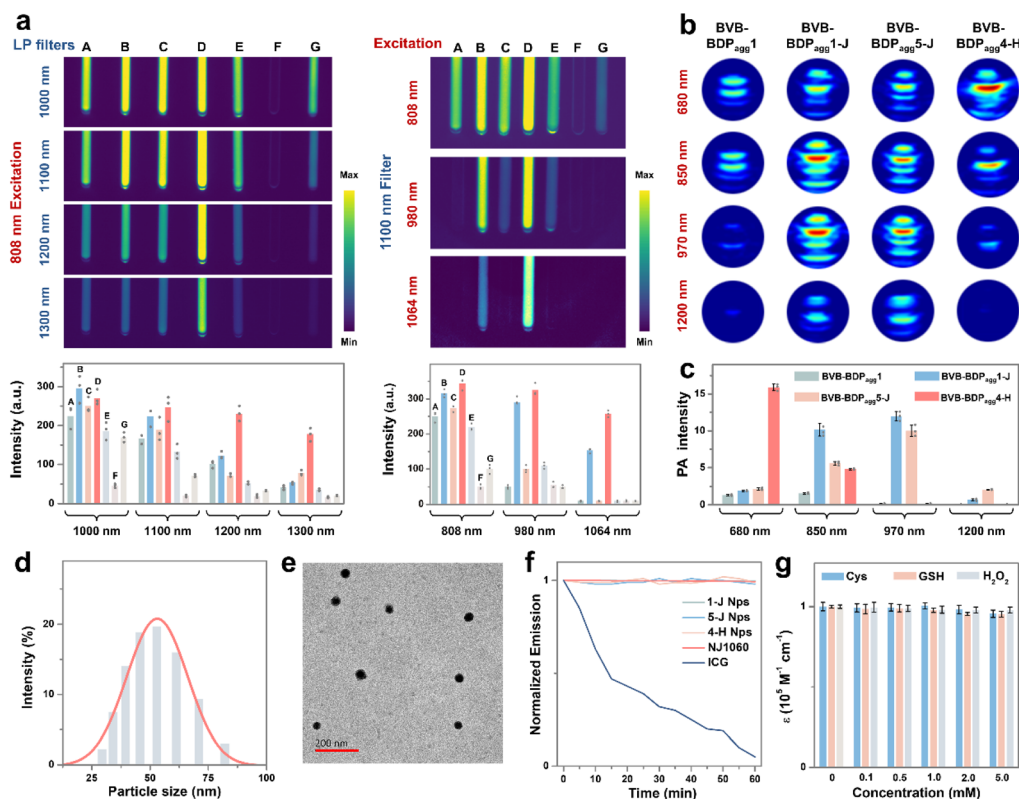 a
LP filters
A B C D E F G
808 nm Excitation
1000 nm
1100 nm
1200 nm
1300 nm
Max
Min
Excitation
A B C D E F G
1100 nm Filter
808 nm
980 nm
1064 nm
Max
Min
Intensity (a.u.)
300
200
100
0
A B C D E F G
1000 nm 1100 nm 1200 nm 1300 nm
Intensity (a.u.)
400
300
200
100
0
A B C D E F G
808 nm 980 nm 1064 nm
b
BVB-BDPagg1
BVB-BDPagg1-J
BVB-BDPagg5-J
BVB-BDPagg4-H
680 nm
850 nm
970 nm
1200 nm
c
PA intensity
20
15
10
5
0
BVB-BDPagg1 BVB-BDPagg1-J
BVB-BDPagg5-J BVB-BDPagg4-H
680 nm 850 nm 970 nm 1200 nm
d
Intensity (%)
20
10
0
25 50 75 100
Particle size (nm)
e
200 nm
f
Normalized Emission
1
0
1-J Nps
5-J Nps
4-H Nps
NJ1060
ICG
0 10 20 30 40 50 60
Time (min)
g
Cys GSH H₂O₂
ε (10⁵ M⁻¹ cm⁻¹)
1
0
0 0.1 0.5 1.0 2.0 5.0
Concentration (mM)